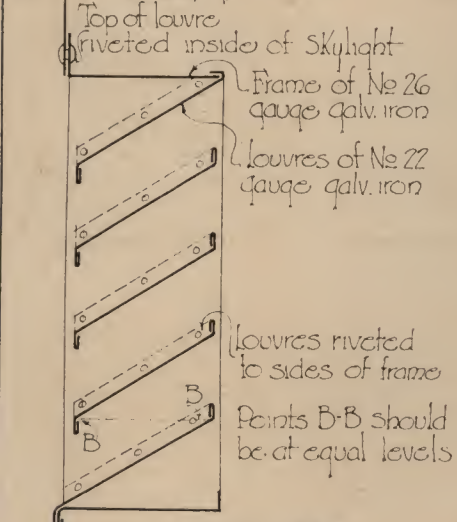 Top of louvre
riveted inside of skylight
Frame of No 26
gauge galv. iron
Louvres of No 22
gauge galv. iron
Louvres riveted
to sides of frame
B
B
Points B-B should
be at equal levels